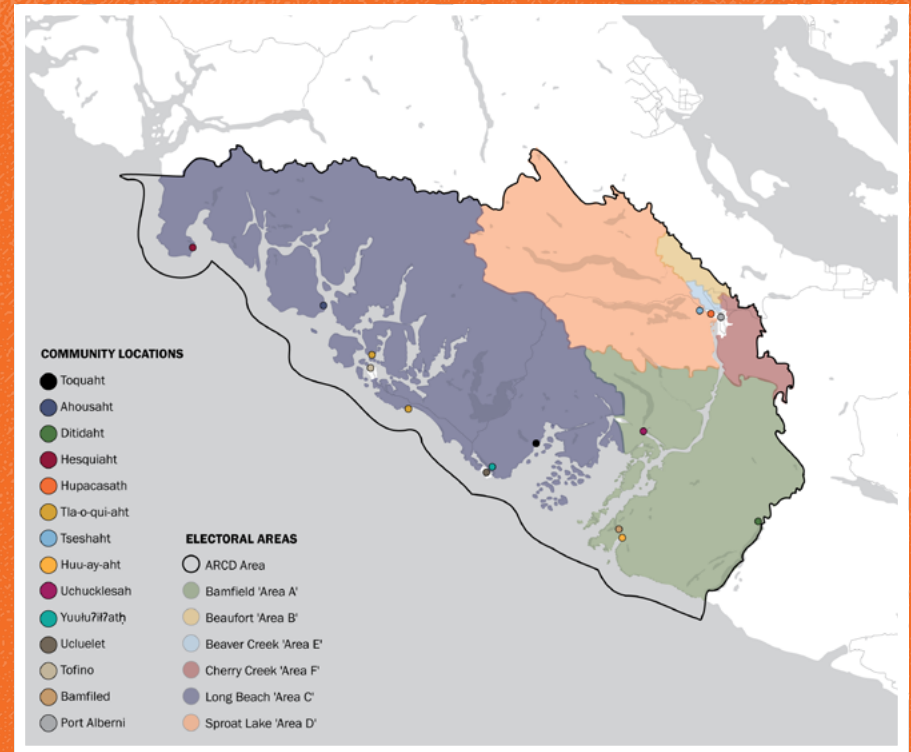 COMMUNITY LOCATIONS
Toquaht
Ahousaht
Ditidaht
Hesquiaht
Hupacasath
Tla-o-qui-aht
Tseshaht
Huu-ay-aht
Uchucklesah
Yuułuʔiłʔatḥ
Ucluelet
Tofino
Bamfiled
Port Alberni
ELECTORAL AREAS
ARCD Area
Bamfield 'Area A'
Beaufort 'Area B'
Beaver Creek 'Area E'
Cherry Creek 'Area F'
Long Beach 'Area C'
Sproat Lake 'Area D'